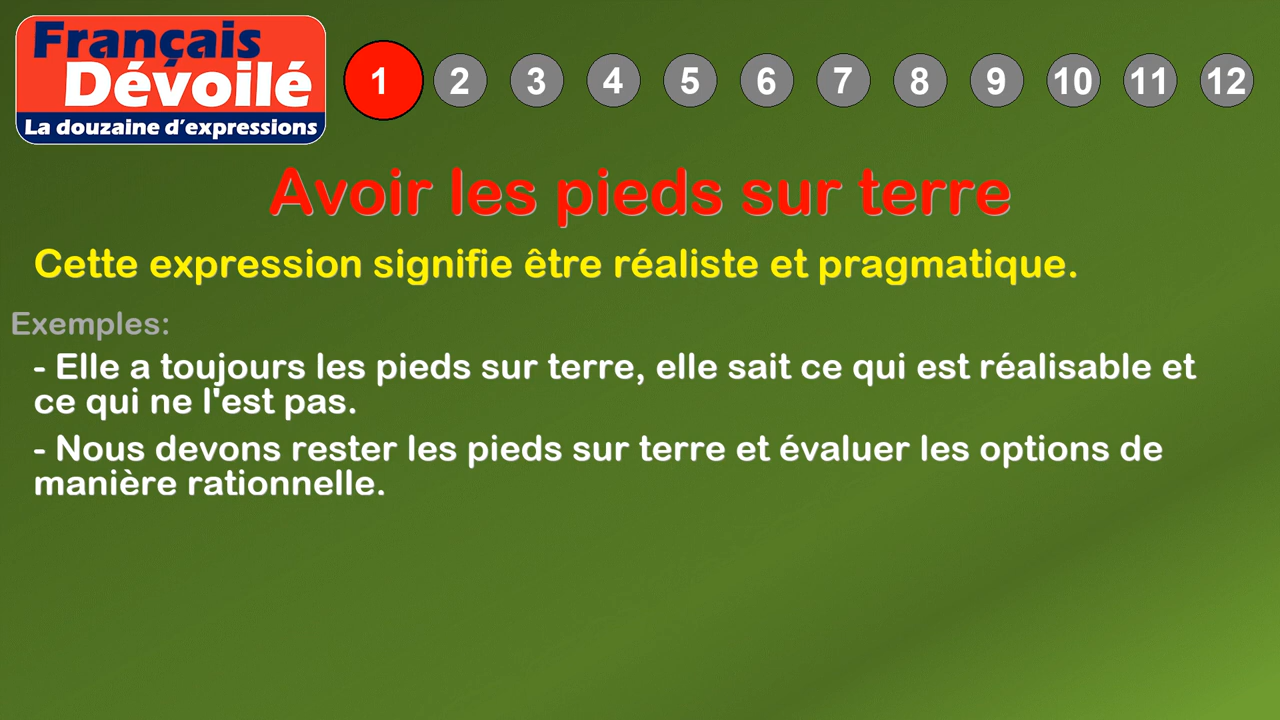 Français
Dévoilé
La douzaine d'expressions
1 2 3 4 5 6 7 8 9 10 11 12
Avoir les pieds sur terre
Cette expression signifie être réaliste et pragmatique.
Exemples:
- Elle a toujours les pieds sur terre, elle sait ce qui est réalisable et
ce qui ne l'est pas.
- Nous devons rester les pieds sur terre et évaluer les options de
manière rationnelle.